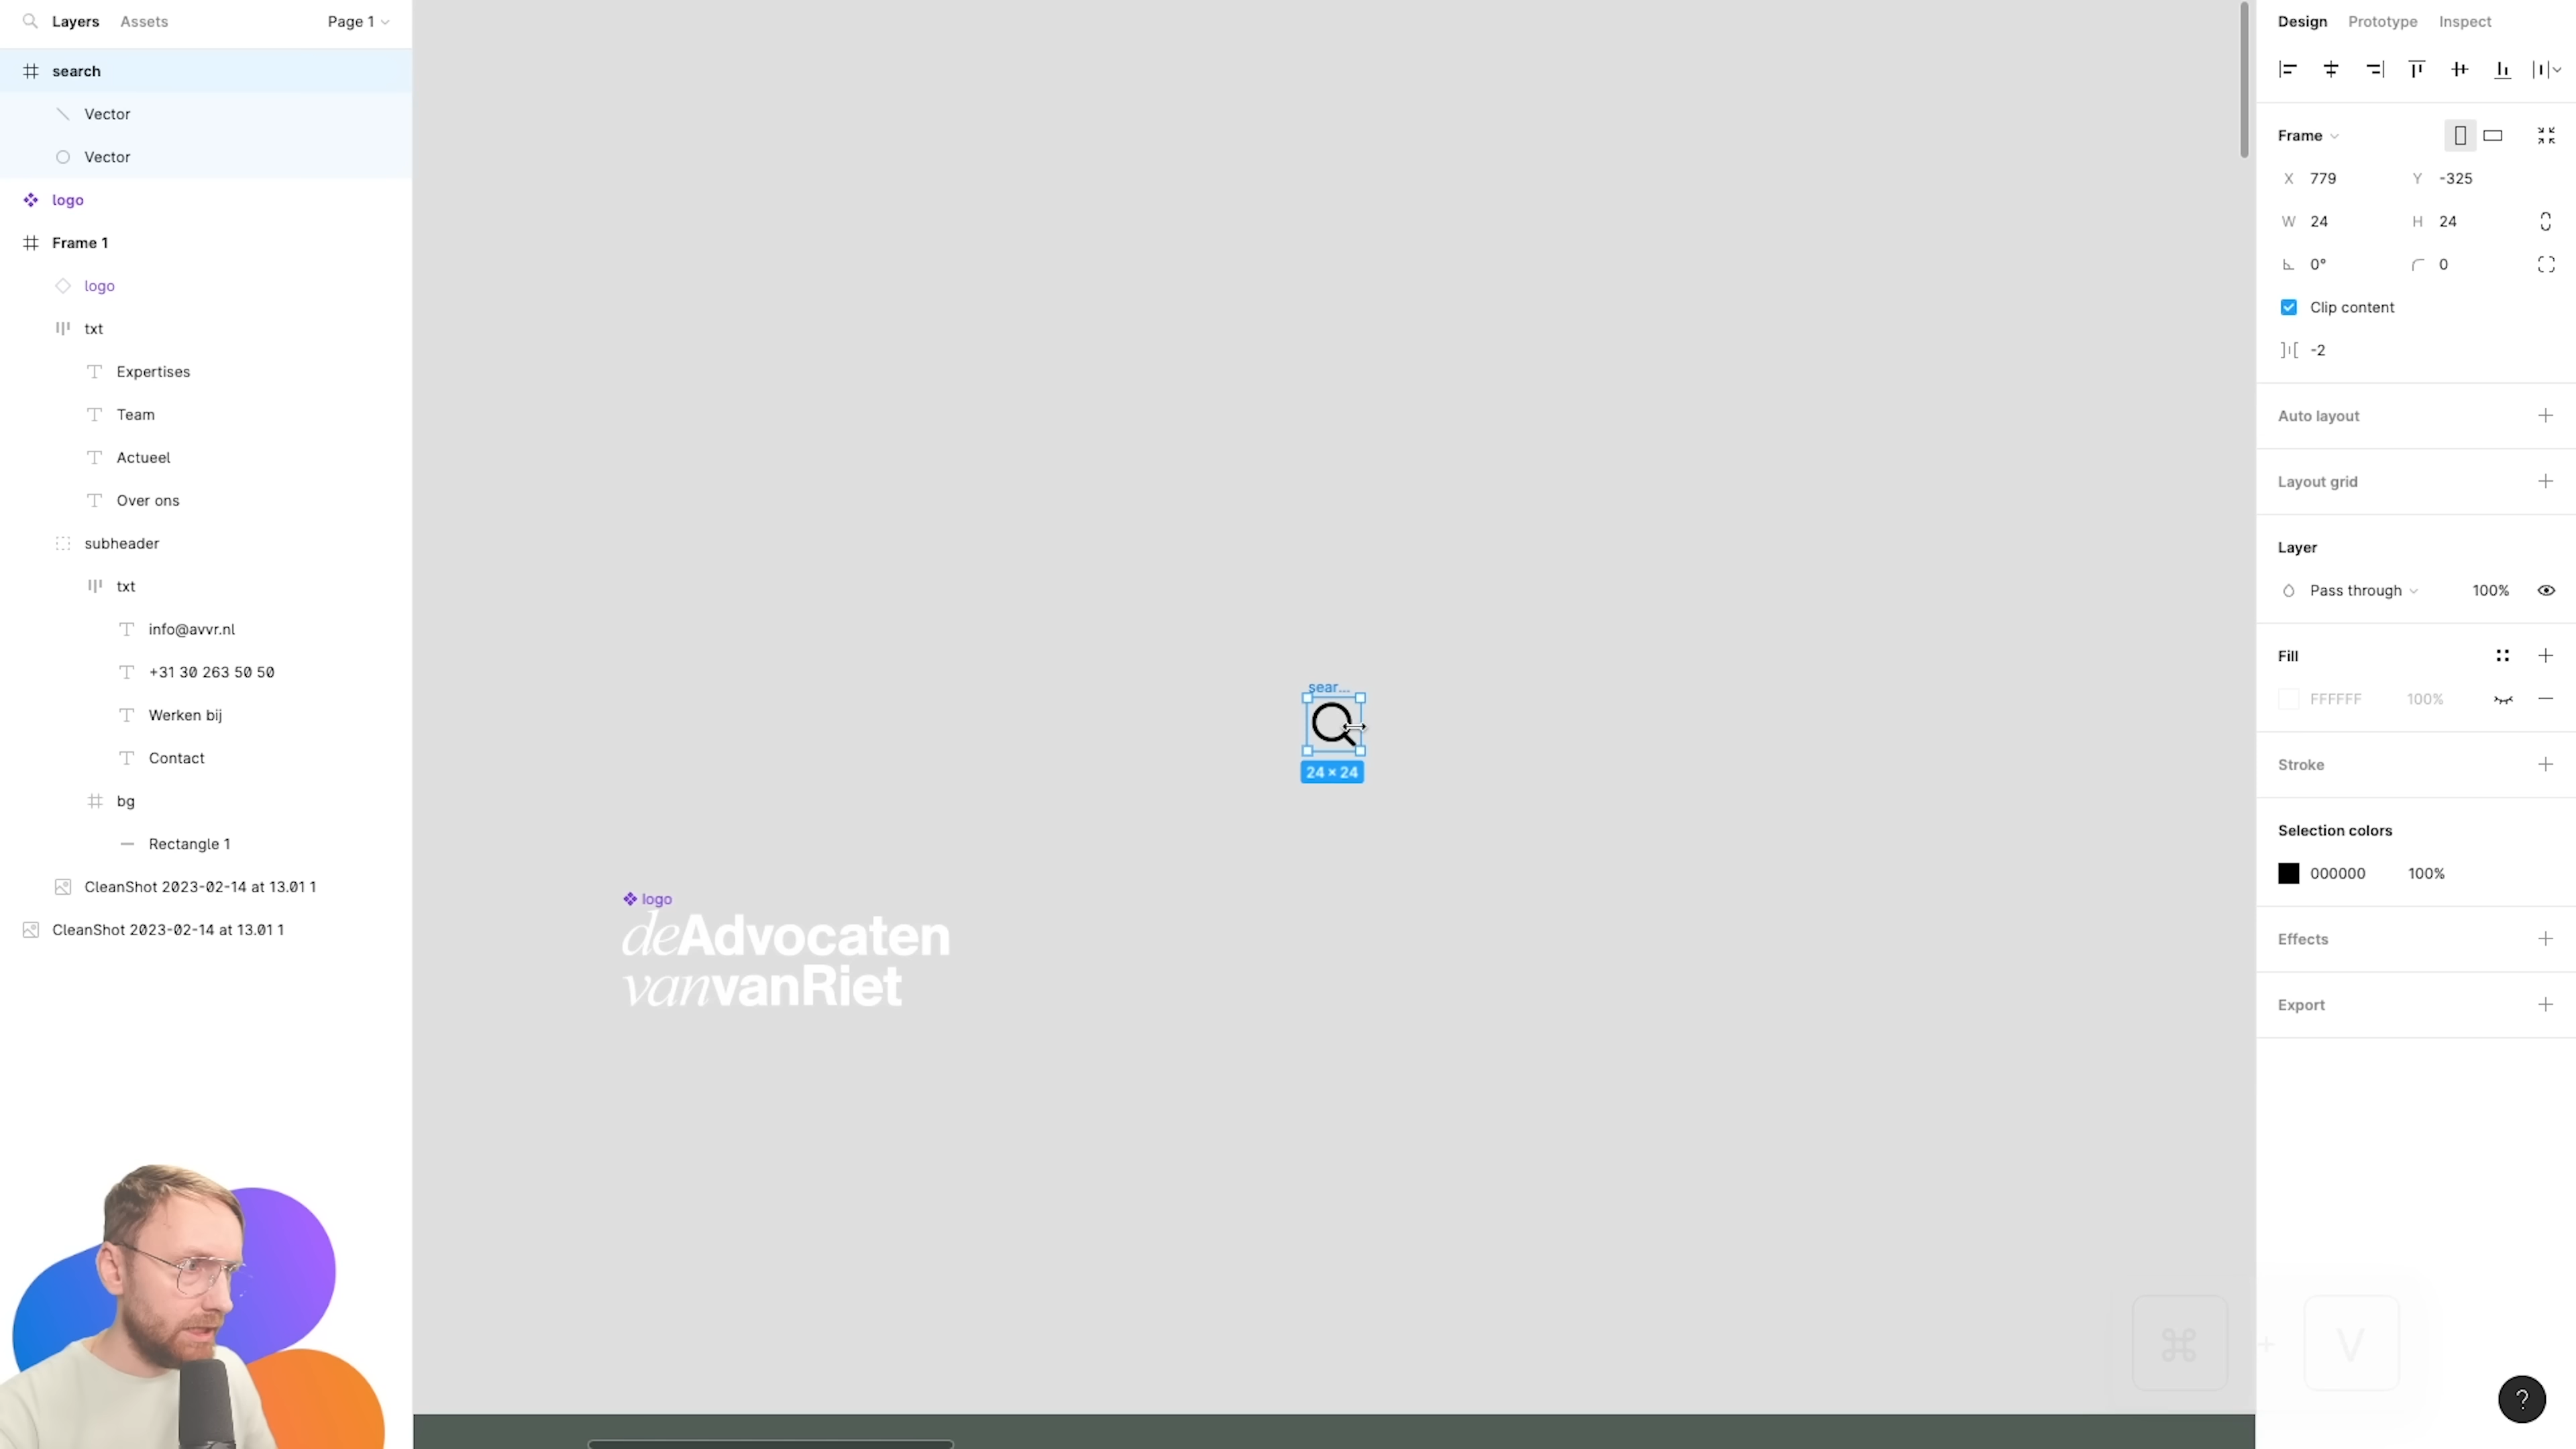 Layers Assets Page 1
search
Vector
Vector
logo
Frame 1
logo
txt
Expertises
Team
Actueel
Over ons
subheader
txt
info@avvr.nl
+31 30 263 50 50
Werken bij
Contact
bg
Rectangle 1
CleanShot 2023-02-14 at 13.01 1
CleanShot 2023-02-14 at 13.01 1
sear...
24 × 24
logo
deAdvocaten
vanvanRiet
⌘ + V
Design Prototype Inspect
Frame
X 779 Y -325
W 24 H 24
0° 0
Clip content
-2
Auto layout
Layout grid
Layer
Pass through 100%
Fill
FFFFFF 100%
Stroke
Selection colors
000000 100%
Effects
Export
?